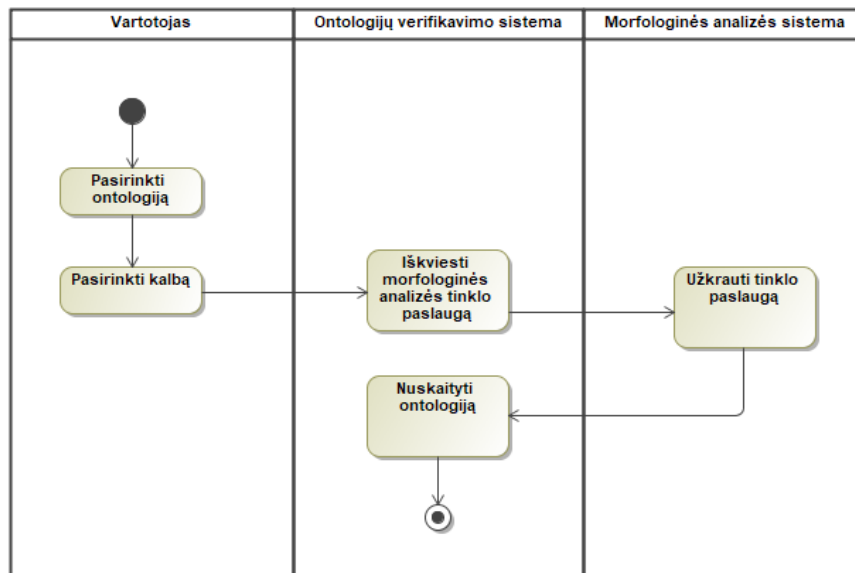 Vartotojas
Ontologijų verifikavimo sistema
Morfologinės analizės sistema
Pasirinkti
ontologiją
Pasirinkti kalbą
Iškviesti
morfologinės
analizės tinklo
paslaugą
Užkrauti tinklo
paslaugą
Nuskaityti
ontologiją